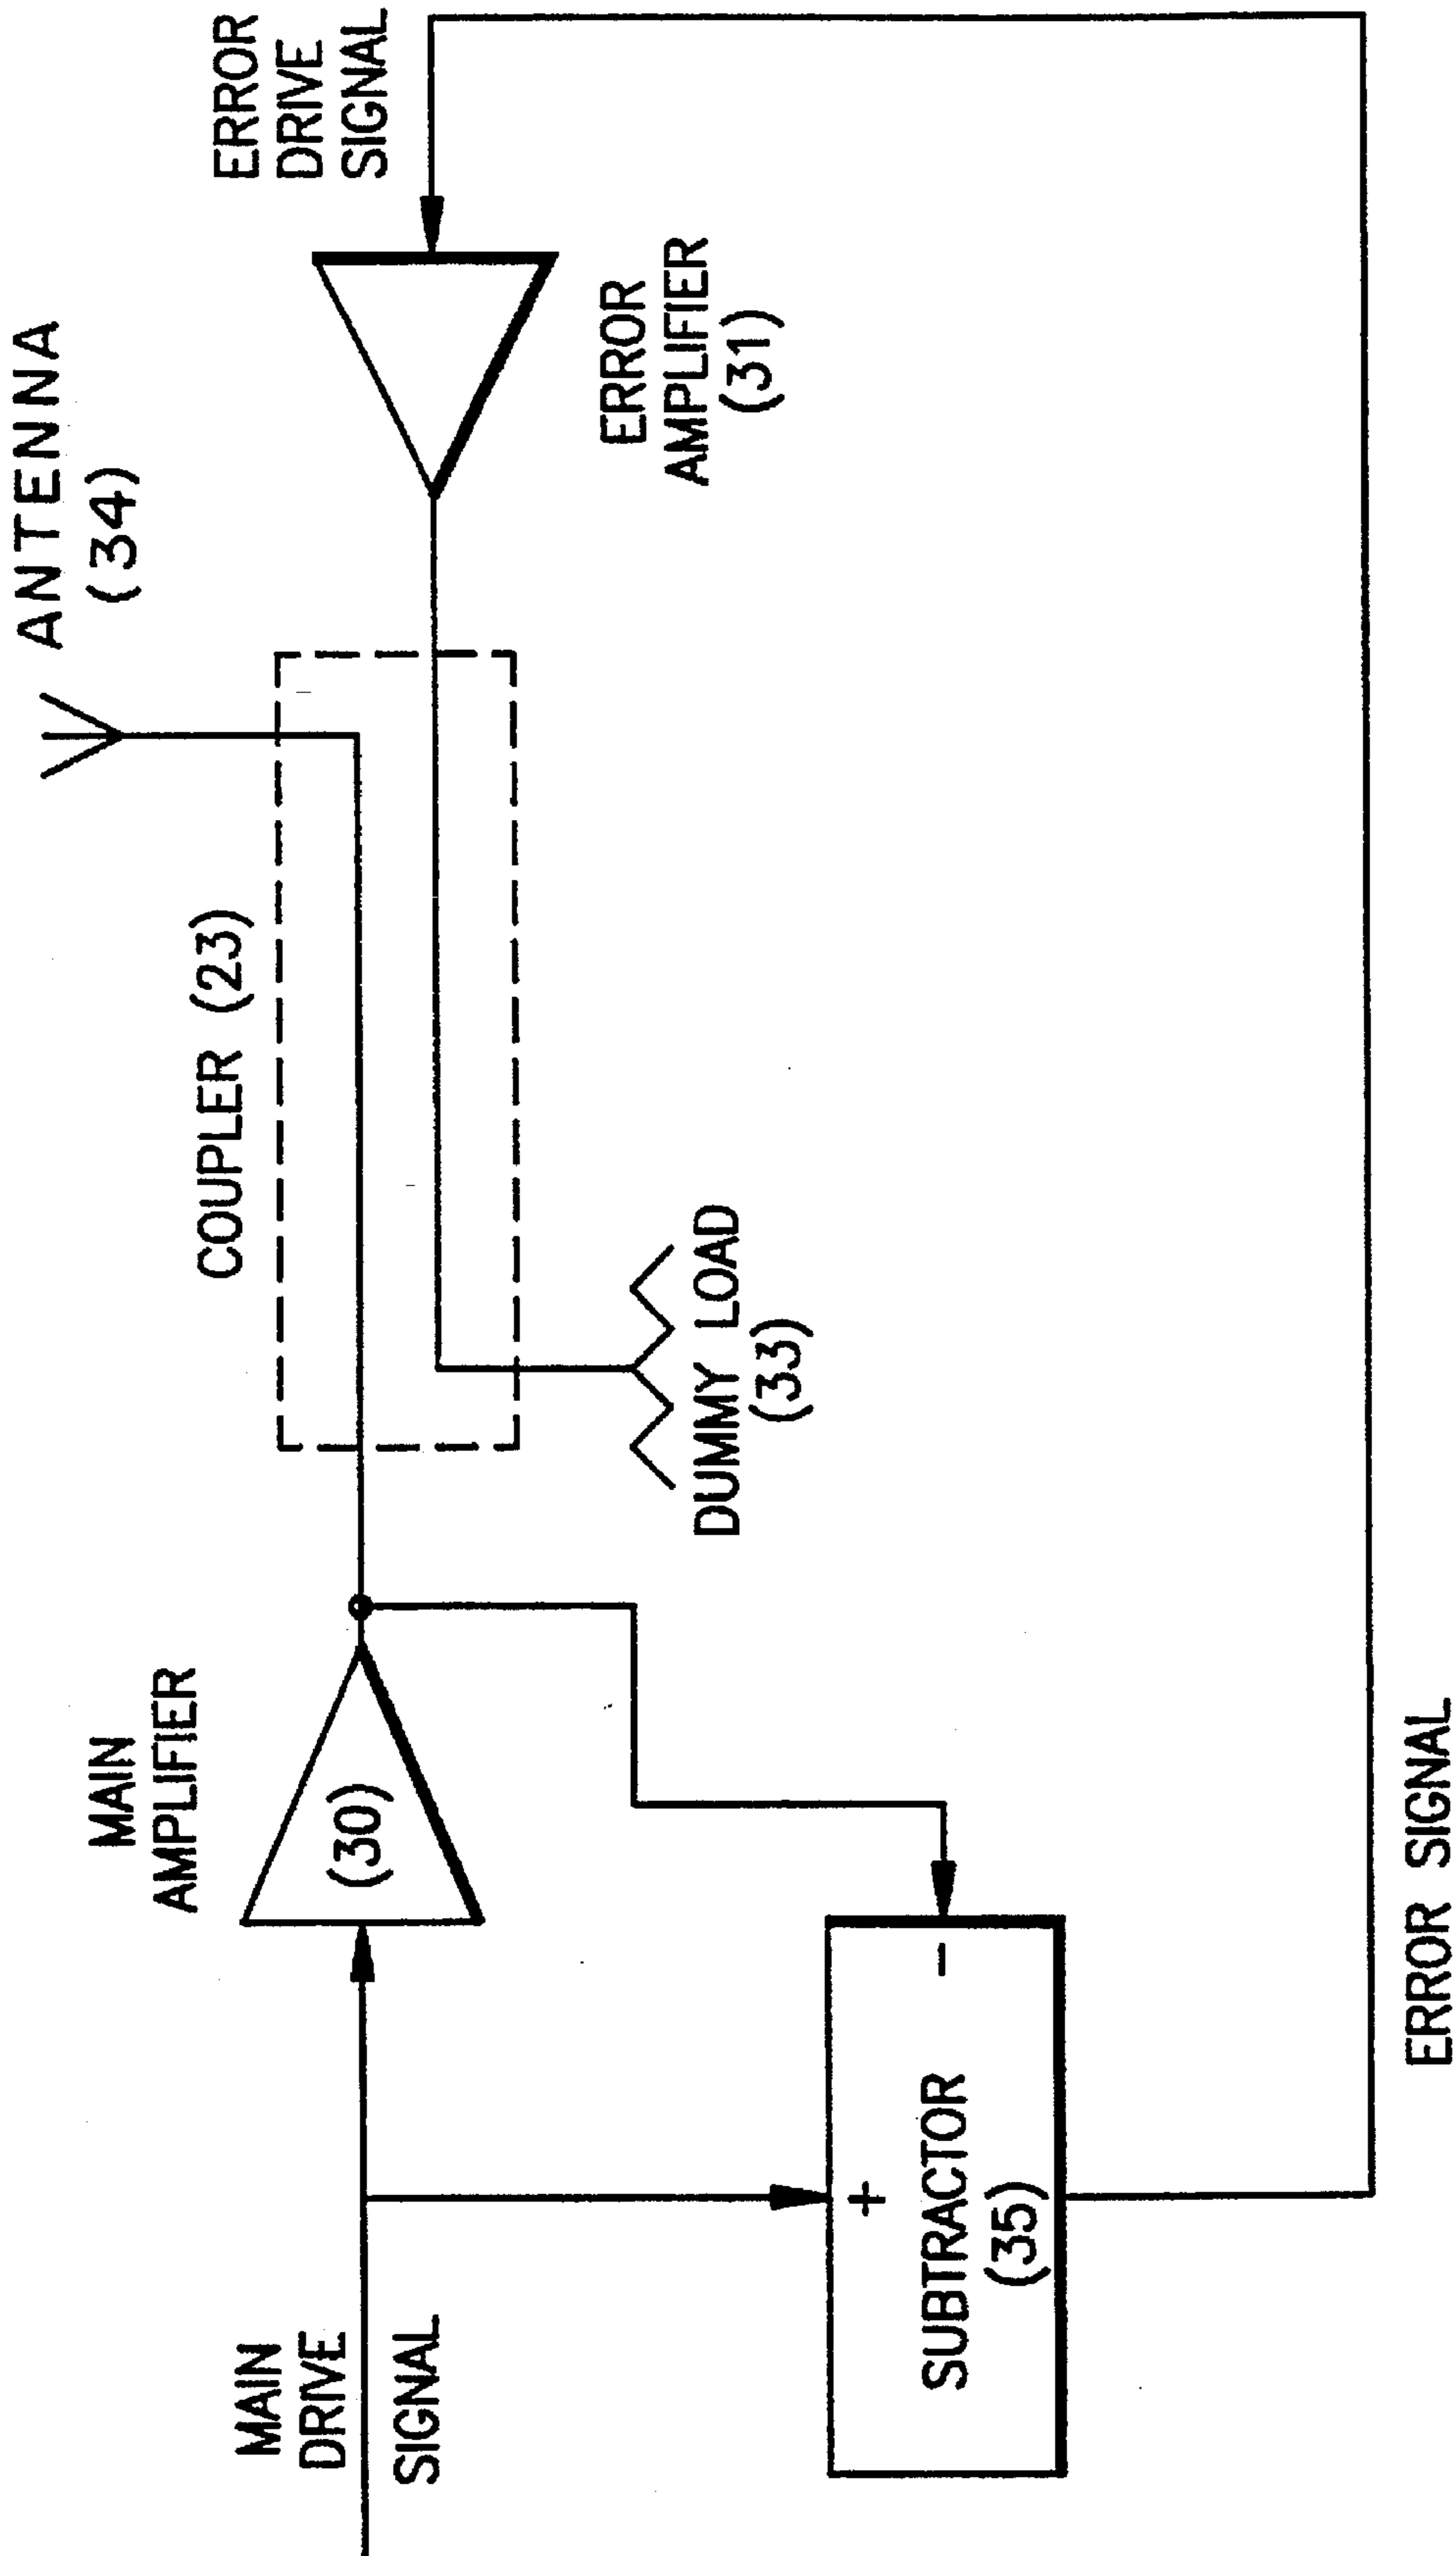 MAIN
DRIVE
SIGNAL
MAIN
AMPLIFIER
(30)
COUPLER (23)
ANTENNA
(34)
ERROR
DRIVE
SIGNAL
ERROR
AMPLIFIER
(31)
DUMMY LOAD
(33)
+
-
SUBTRACTOR
(35)
ERROR SIGNAL